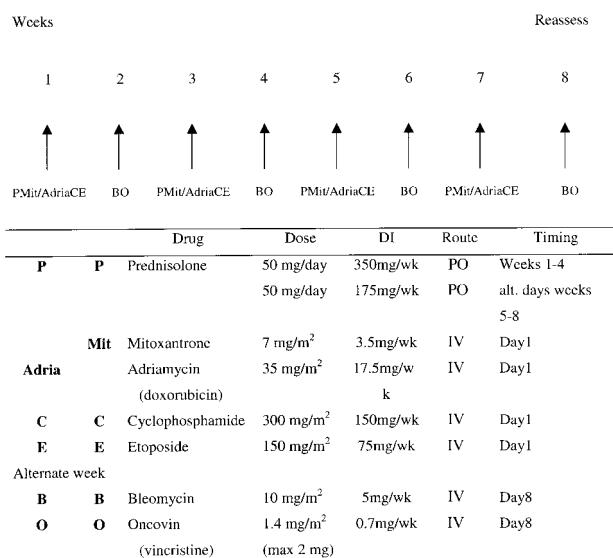 Weeks Reassess
1 2 3 4 5 6 7 8
PMit/AdriaCE BO PMit/AdriaCE BO PMit/AdriaCE BO PMit/AdriaCE BO
Drug Dose DI Route Timing
P P Prednisolone 50 mg/day 350mg/wk PO Weeks 1-4
50 mg/day 175mg/wk PO alt. days weeks
5-8
Mit Mitoxantrone 7 mg/m² 3.5mg/wk IV Day1
Adria Adriamycin 35 mg/m² 17.5mg/w IV Day1
(doxorubicin) k
C C Cyclophosphamide 300 mg/m² 150mg/wk IV Day1
E E Etoposide 150 mg/m² 75mg/wk IV Day1
Alternate week
B B Bleomycin 10 mg/m² 5mg/wk IV Day8
O O Oncovin 1.4 mg/m² 0.7mg/wk IV Day8
(vincristine) (max 2 mg)